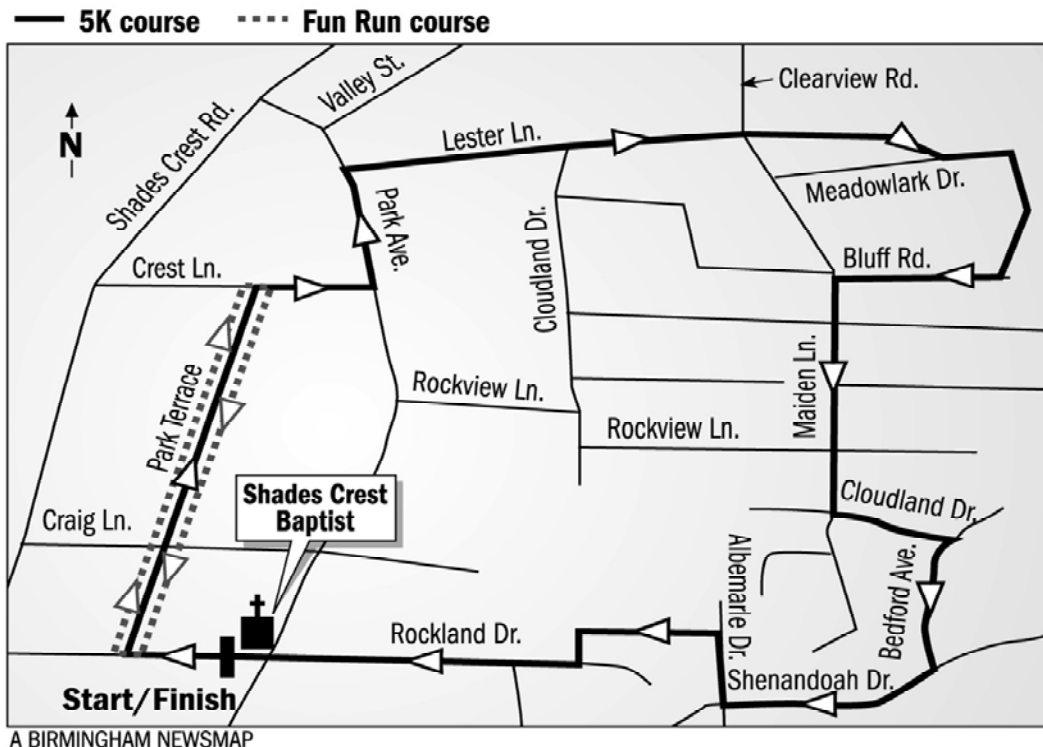 5K course
Fun Run course
N
Valley St.
Clearview Rd.
Shades Crest Rd.
Lester Ln.
Meadowlark Dr.
Park Ave.
Crest Ln.
Bluff Rd.
Cloudland Dr.
Park Terrace
Maiden Ln.
Rockview Ln.
Rockview Ln.
Shades Crest
Baptist
Craig Ln.
Cloudland Dr.
Albemarle Dr.
Bedford Ave.
Rockland Dr.
Shenandoah Dr.
Start/Finish
A BIRMINGHAM NEWSMAP